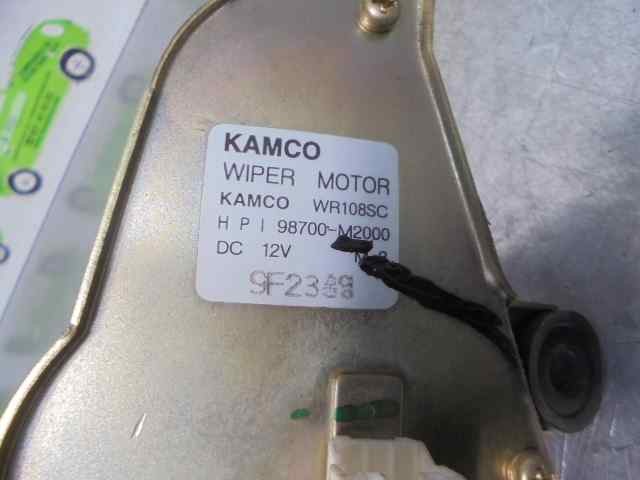 KAMCO
WIPER MOTOR
KAMCO WR108SC
H P I 98700-M2000
DC 12V
9F23